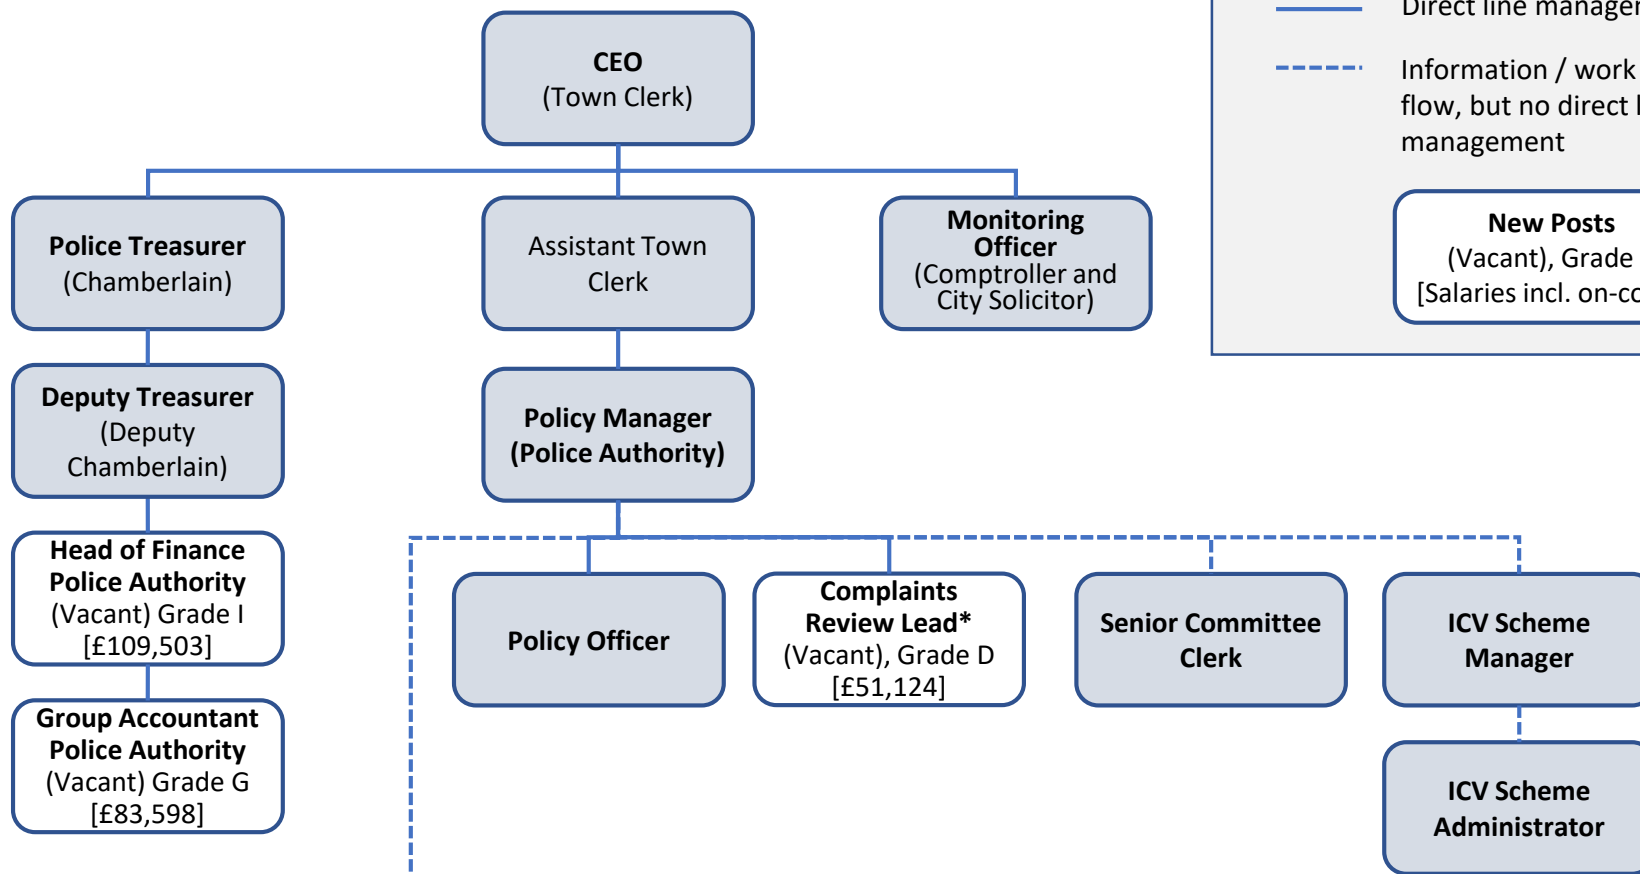 CEO
(Town Clerk)
Direct line
Information / work
flow, but no direct
management
New Posts
(Vacant), Grade
[Salaries incl.
Police Treasurer
(Chamberlain)
Assistant Town
Clerk
Monitoring
Officer
(Comptroller and
City Solicitor)
Deputy Treasurer
(Deputy
Chamberlain)
Policy Manager
(Police Authority)
Head of Finance
Police Authority
(Vacant) Grade I
[£109,503]
Group Accountant
Police Authority
(Vacant) Grade G
[£83,598]
Policy Officer
Complaints
Review Lead*
(Vacant), Grade D
[£51,124]
Senior Committee
Clerk
ICV Scheme
Manager
ICV Scheme
Administrator